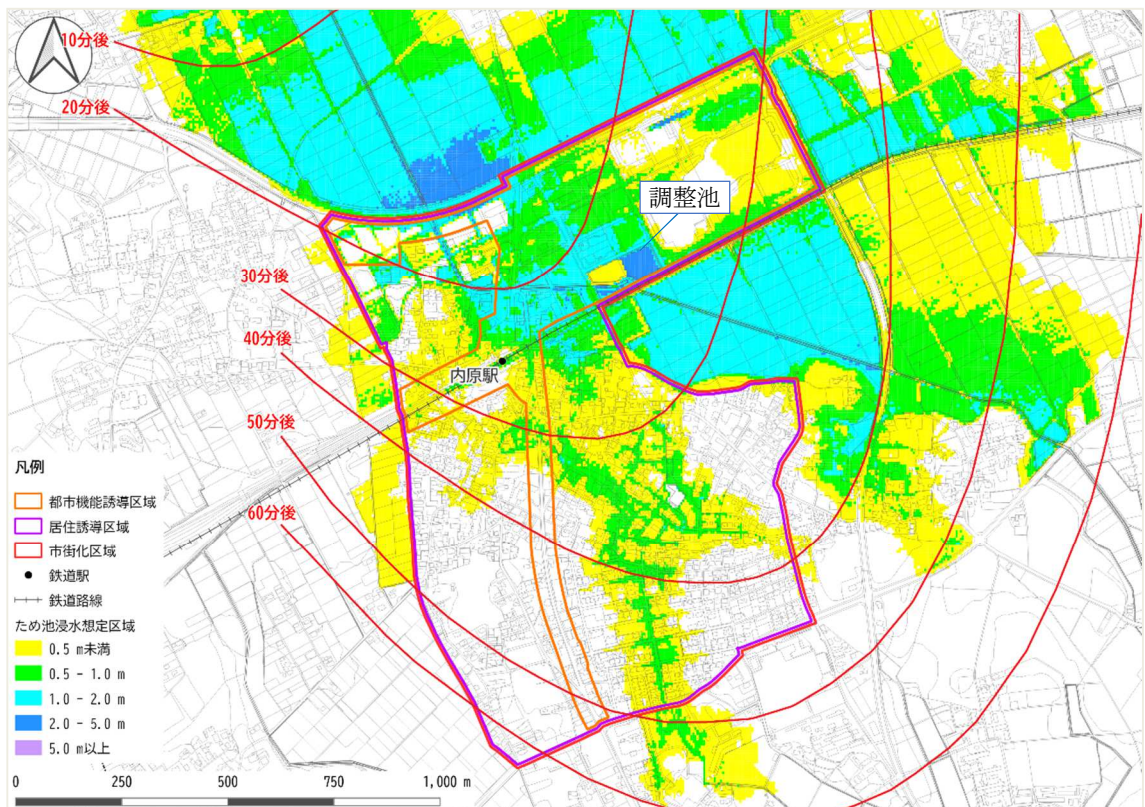 10分後
20分後
調整池
30分後
40分後
内原駅
50分後
60分後
凡例
都市機能誘導区域
居住誘導区域
市街化区域
鉄道駅
鉄道路線
ため池浸水想定区域
0.5 m未満
0.5 - 1.0 m
1.0 - 2.0 m
2.0 - 5.0 m
5.0 m以上
0 250 500 750 1,000 m